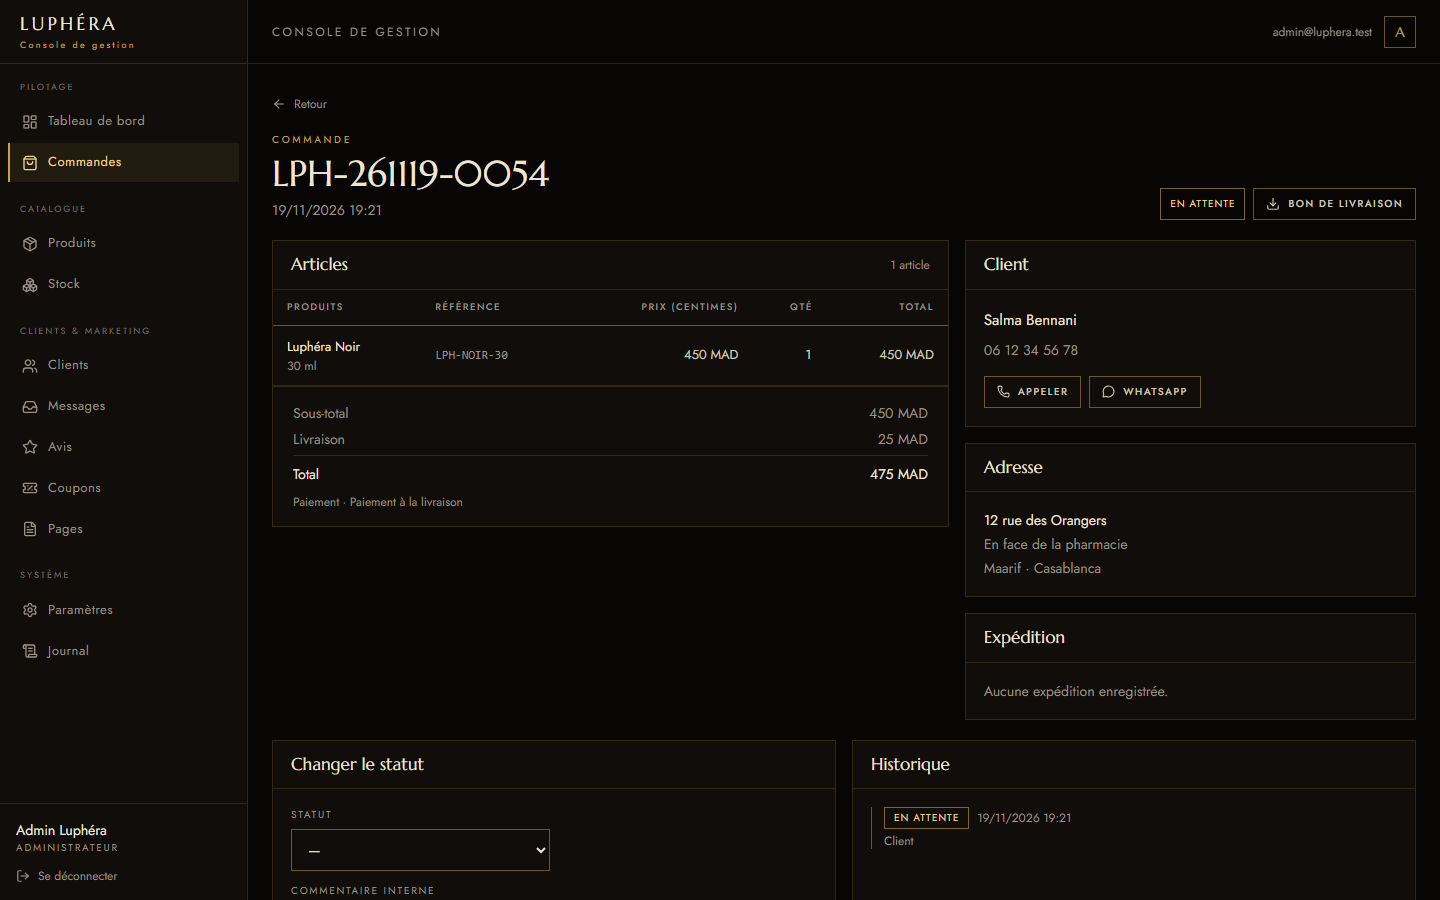 LUPHÉRA
Console de gestion
CONSOLE DE GESTION
admin@luphera.test
A
PILOTAGE
Tableau de bord
Commandes
CATALOGUE
Produits
Stock
CLIENTS & MARKETING
Clients
Messages
Avis
Coupons
Pages
SYSTÈME
Paramètres
Journal
Admin Luphéra
ADMINISTRATEUR
Se déconnecter
Retour
COMMANDE
LPH-261119-0054
19/11/2026 19:21
EN ATTENTE
BON DE LIVRAISON
Articles
1 article
PRODUITS RÉFÉRENCE PRIX (CENTIMES) QTÉ TOTAL
Luphéra Noir LPH-NOIR-30 450 MAD 1 450 MAD
30 ml
Sous-total 450 MAD
Livraison 25 MAD
Total 475 MAD
Paiement · Paiement à la livraison
Client
Salma Bennani
06 12 34 56 78
APPELER
WHATSAPP
Adresse
12 rue des Orangers
En face de la pharmacie
Maarif · Casablanca
Expédition
Aucune expédition enregistrée.
Changer le statut
STATUT
—
COMMENTAIRE INTERNE
Historique
EN ATTENTE 19/11/2026 19:21
Client